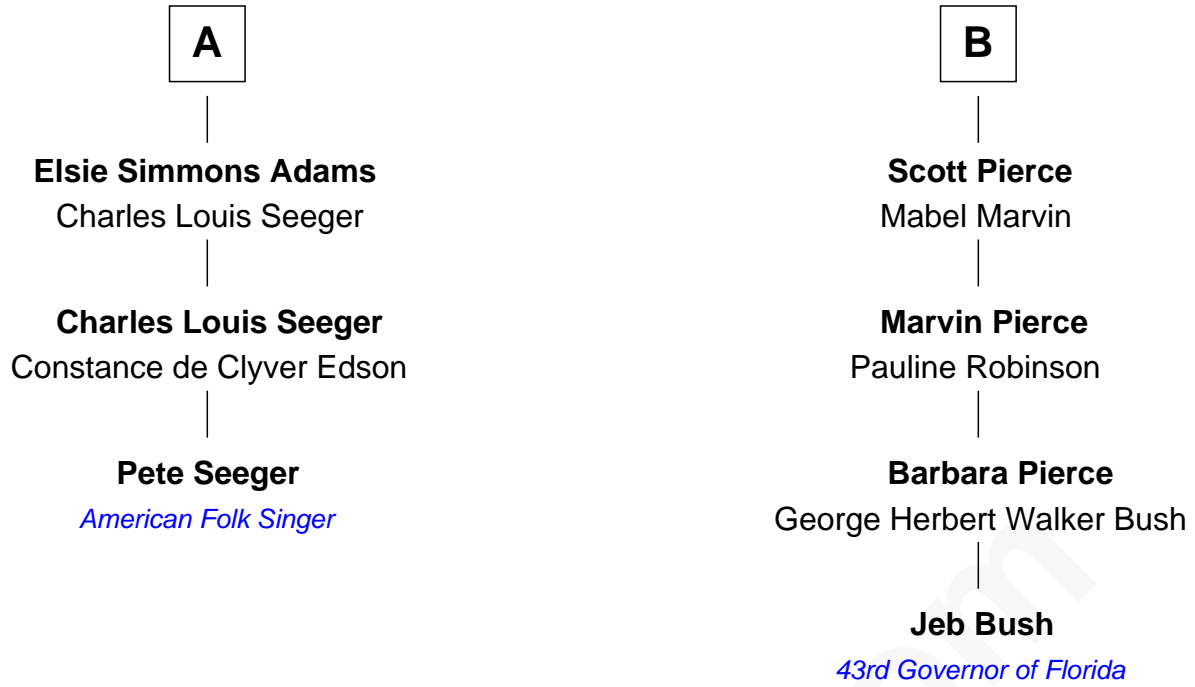 A
Elsie Simmons Adams
Charles Louis Seeger
Charles Louis Seeger
Constance de Clyver Edson
Pete Seeger
American Folk Singer
B
Scott Pierce
Mabel Marvin
Marvin Pierce
Pauline Robinson
Barbara Pierce
George Herbert Walker Bush
Jeb Bush
43rd Governor of Florida